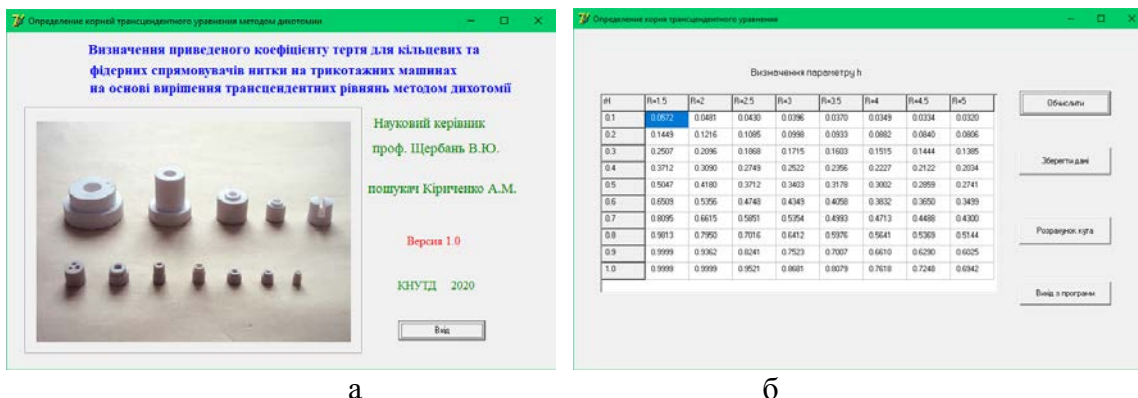 Определение корней трансцендентного уравнения методом дихотомии
Визначення приведеного коефіцієнту тертя для кільцевих та
фідерних спрямовувачів нитки на трикотажних машинах
на основі вирішення трансцендентних рівнянь методом дихотомії
Науковий керівник
проф. Щербань В.Ю.
пошукач Кіриченко А.М.
Версия 1.0
КНУТД 2020
Вхід
а
Определение корня трансцендентного уравнения
Визначення параметру h
rH R=1.5 R=2 R=2.5 R=3 R=3.5 R=4 R=4.5 R=5
0.1 0.0572 0.0481 0.0430 0.0396 0.0370 0.0349 0.0334 0.0320
0.2 0.1449 0.1216 0.1085 0.0998 0.0933 0.0882 0.0840 0.0806
0.3 0.2507 0.2096 0.1868 0.1715 0.1603 0.1515 0.1444 0.1385
0.4 0.3712 0.3090 0.2749 0.2522 0.2356 0.2227 0.2122 0.2034
0.5 0.5047 0.4180 0.3712 0.3403 0.3178 0.3002 0.2859 0.2741
0.6 0.6509 0.5356 0.4748 0.4349 0.4058 0.3832 0.3650 0.3499
0.7 0.8095 0.6615 0.5851 0.5354 0.4993 0.4713 0.4488 0.4300
0.8 0.9813 0.7950 0.7016 0.6412 0.5976 0.5641 0.5369 0.5144
0.9 0.9999 0.9362 0.8241 0.7523 0.7007 0.6610 0.6290 0.6025
1.0 0.9999 0.9999 0.9521 0.8681 0.8079 0.7618 0.7248 0.6942
Обчислити
Зберегти дані
Розрахунок кута
Вихід з програми
б